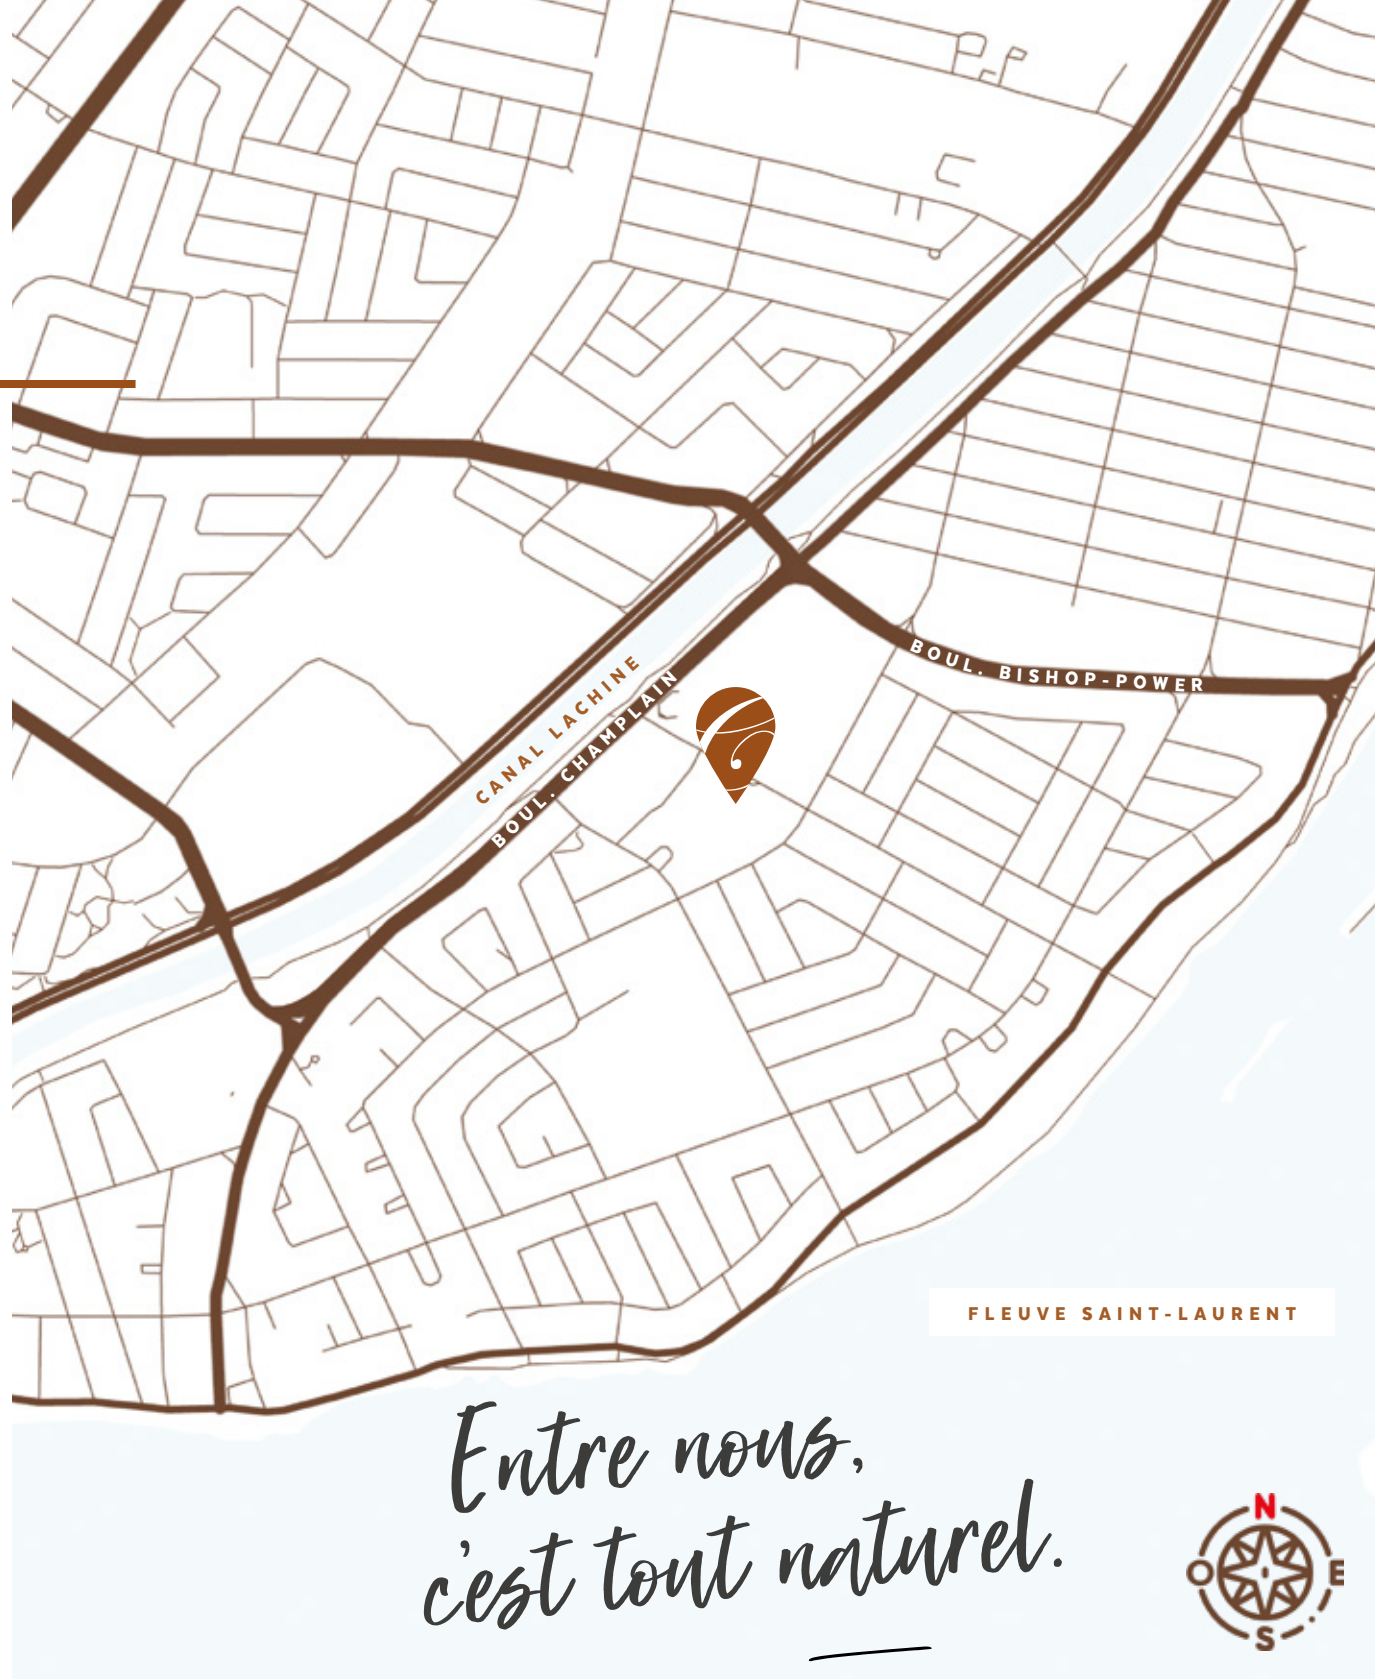 BOUL. BISHOP-POWER
CANAL LACHINE
BOUL. CHAMPLAIN
FLEUVE SAINT-LAURENT
Entre nous,
c'est tout naturel.
N
O E
S